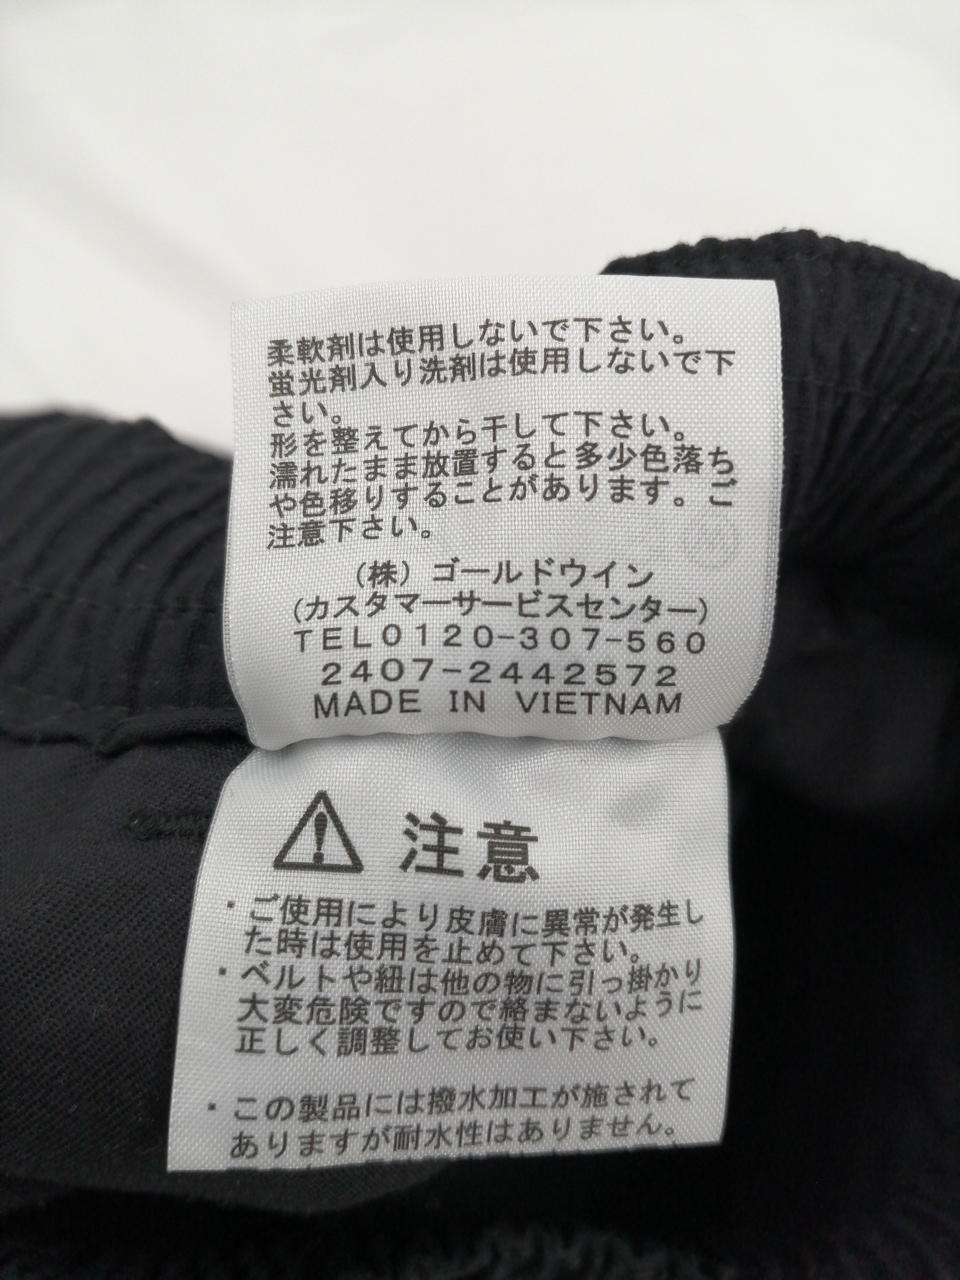 柔軟剤は使用しないで下さい。
蛍光剤入り洗剤は使用しないで下
さい。
形を整えてから干して下さい。
濡れたまま放置すると多少色落ち
や色移りすることがあります。ご
注意下さい。
(株)ゴールドウイン
(カスタマーサービスセンター)
TEL0120-307-560
2407-2442572
MADE IN VIETNAM
注意
・ご使用により皮膚に異常が発生し
た時は使用を止めて下さい。
・ベルトや紐は他の物に引っ掛かり
大変危険ですので絡まないように
正しく調整してお使い下さい。
・この製品には撥水加工が施されて
ありますが耐水性はありません。